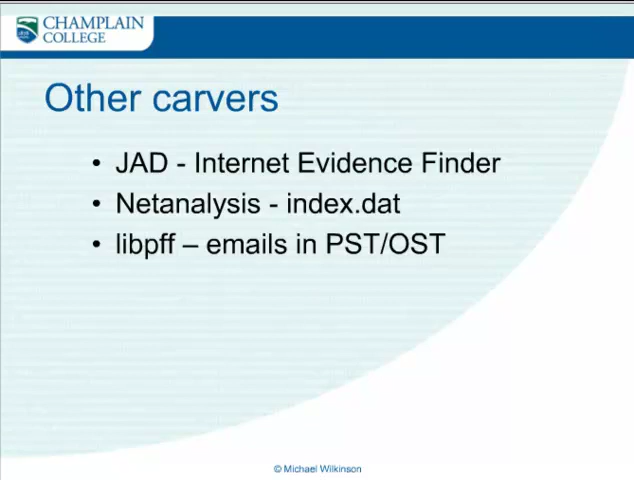 CHAMPLAIN
COLLEGE
Other carvers
• JAD - Internet Evidence Finder
• Netanalysis - index.dat
• libpff – emails in PST/OST
© Michael Wilkinson